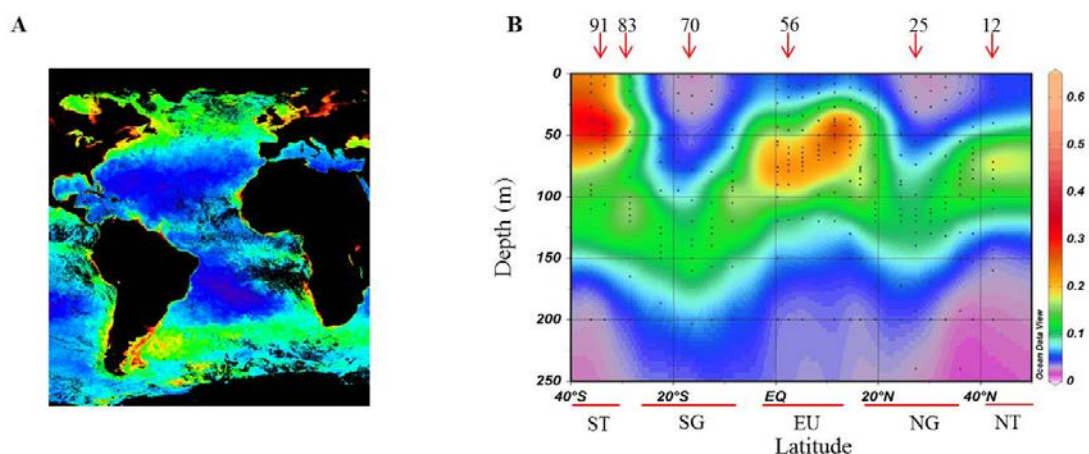 A
B
91 83 70 56 25 12
Depth (m)
0
50
100
150
200
250
40°S 20°S EQ 20°N 40°N
ST SG EU NG NT
Latitude
0.6
0.5
0.4
0.3
0.2
0.1
0
Ocean Data View